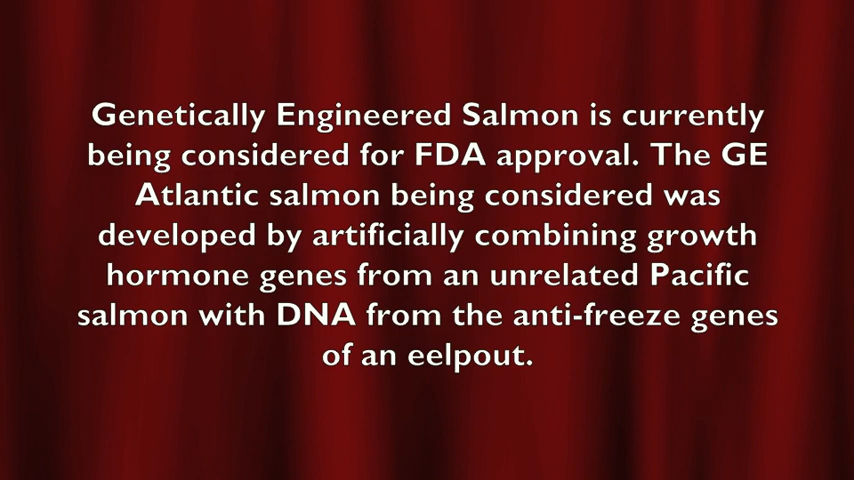 Genetically Engineered Salmon is currently
being considered for FDA approval. The GE
Atlantic salmon being considered was
developed by artificially combining growth
hormone genes from an unrelated Pacific
salmon with DNA from the anti-freeze genes
of an eelpout.